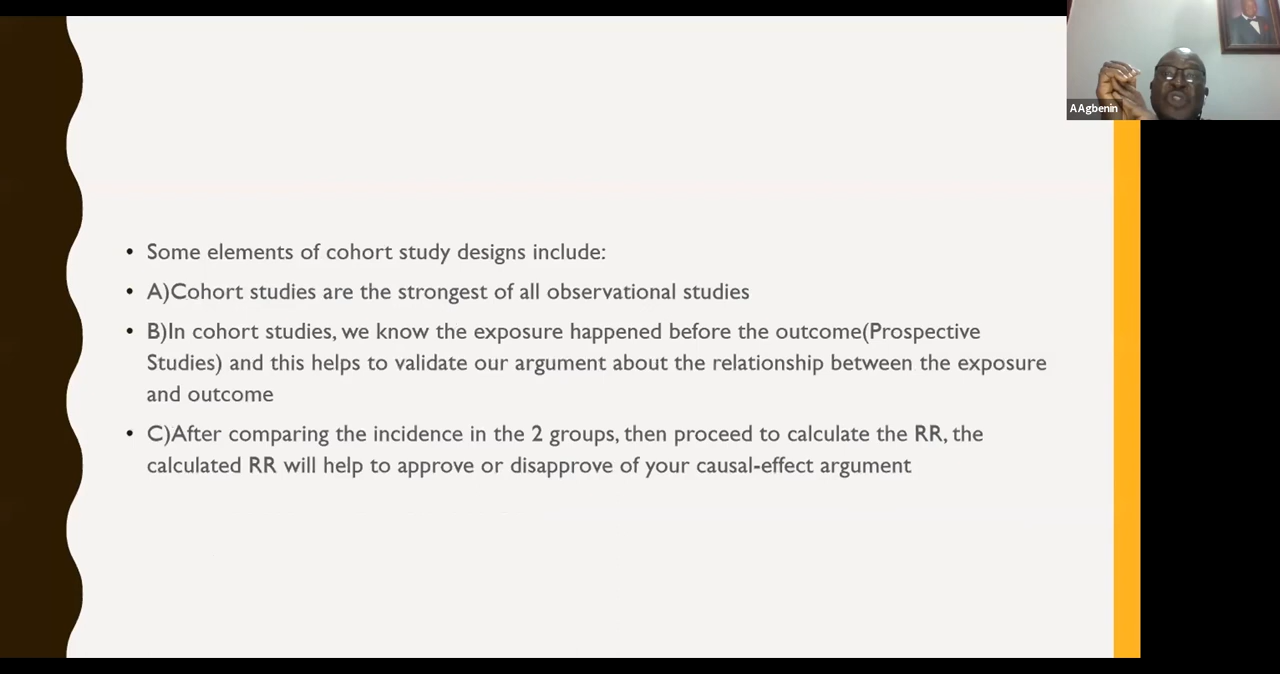 A Agbenin
• Some elements of cohort study designs include:
• A)Cohort studies are the strongest of all observational studies
• B)In cohort studies, we know the exposure happened before the outcome(Prospective
Studies) and this helps to validate our argument about the relationship between the exposure
and outcome
• C)After comparing the incidence in the 2 groups, then proceed to calculate the RR, the
calculated RR will help to approve or disapprove of your causal-effect argument